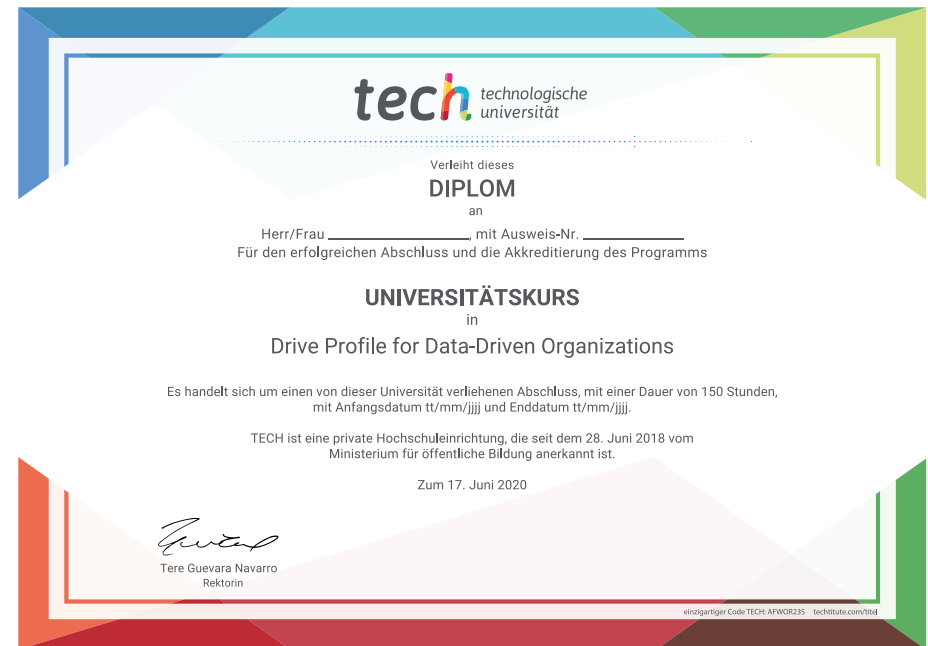 tech technologische
universität
Verleiht dieses
DIPLOM
an
Herr/Frau ____________________, mit Ausweis-Nr. ______________
Für den erfolgreichen Abschluss und die Akkreditierung des Programms
UNIVERSITÄTSKURS
in
Drive Profile for Data-Driven Organizations
Es handelt sich um einen von dieser Universität verliehenen Abschluss, mit einer Dauer von 150 Stunden,
mit Anfangsdatum tt/mm/jjjj und Enddatum tt/mm/jjjj.
TECH ist eine private Hochschuleinrichtung, die seit dem 28. Juni 2018 vom
Ministerium für öffentliche Bildung anerkannt ist.
Zum 17. Juni 2020
Tere Guevara Navarro
Rektorin
einzigartiger Code TECH: AFWOR23S techtitute.com/titel